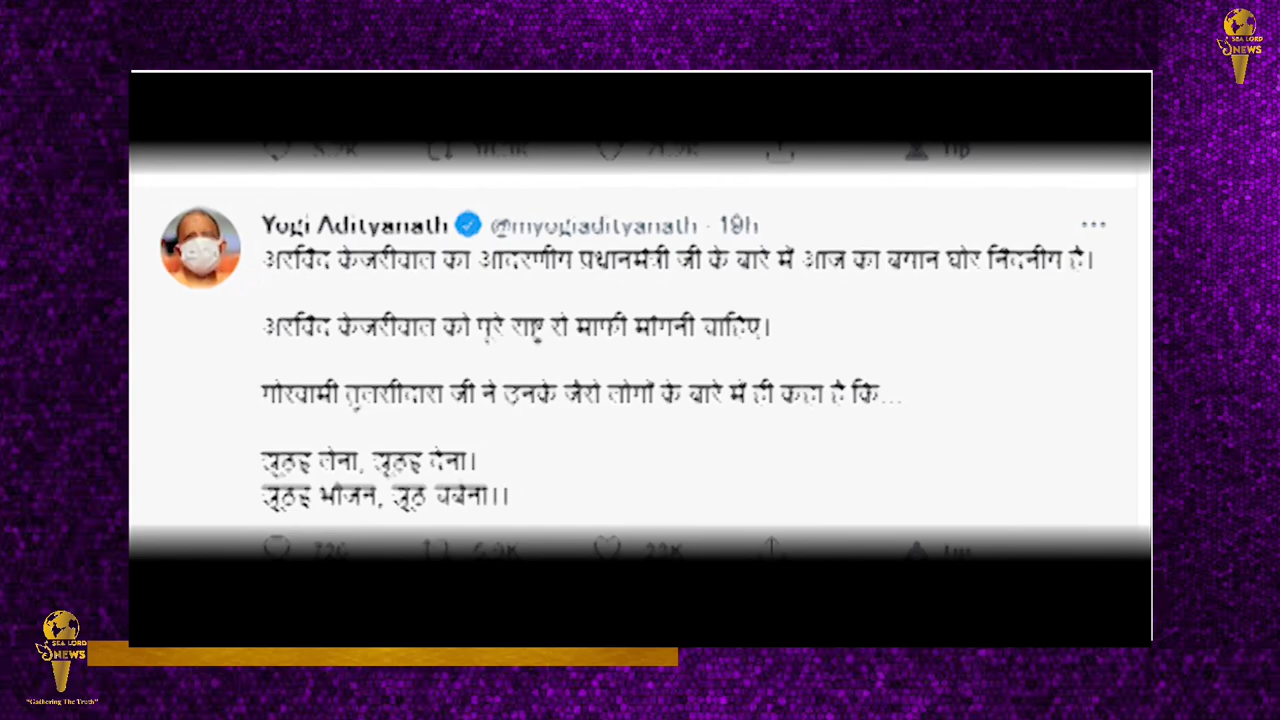 SEA LORD
NEWS
Yogi Adityanath @myogiadityanath · 19h
अरविंद केजरीवाल का आदरणीय प्रधानमंत्री जी के बारे में आज का बयान घोर निंदनीय है।
अरविंद केजरीवाल को पूरे राष्ट्र से माफी मांगनी चाहिए।
गोस्वामी तुलसीदास जी ने उनके जैसे लोगों के बारे में ही कहा है कि...
झूठइ लेना, झूठइ देना।
झूठइ भोजन, झूठ चबेना।।
23K
SEA LORD
NEWS
"Gathering The Truth"